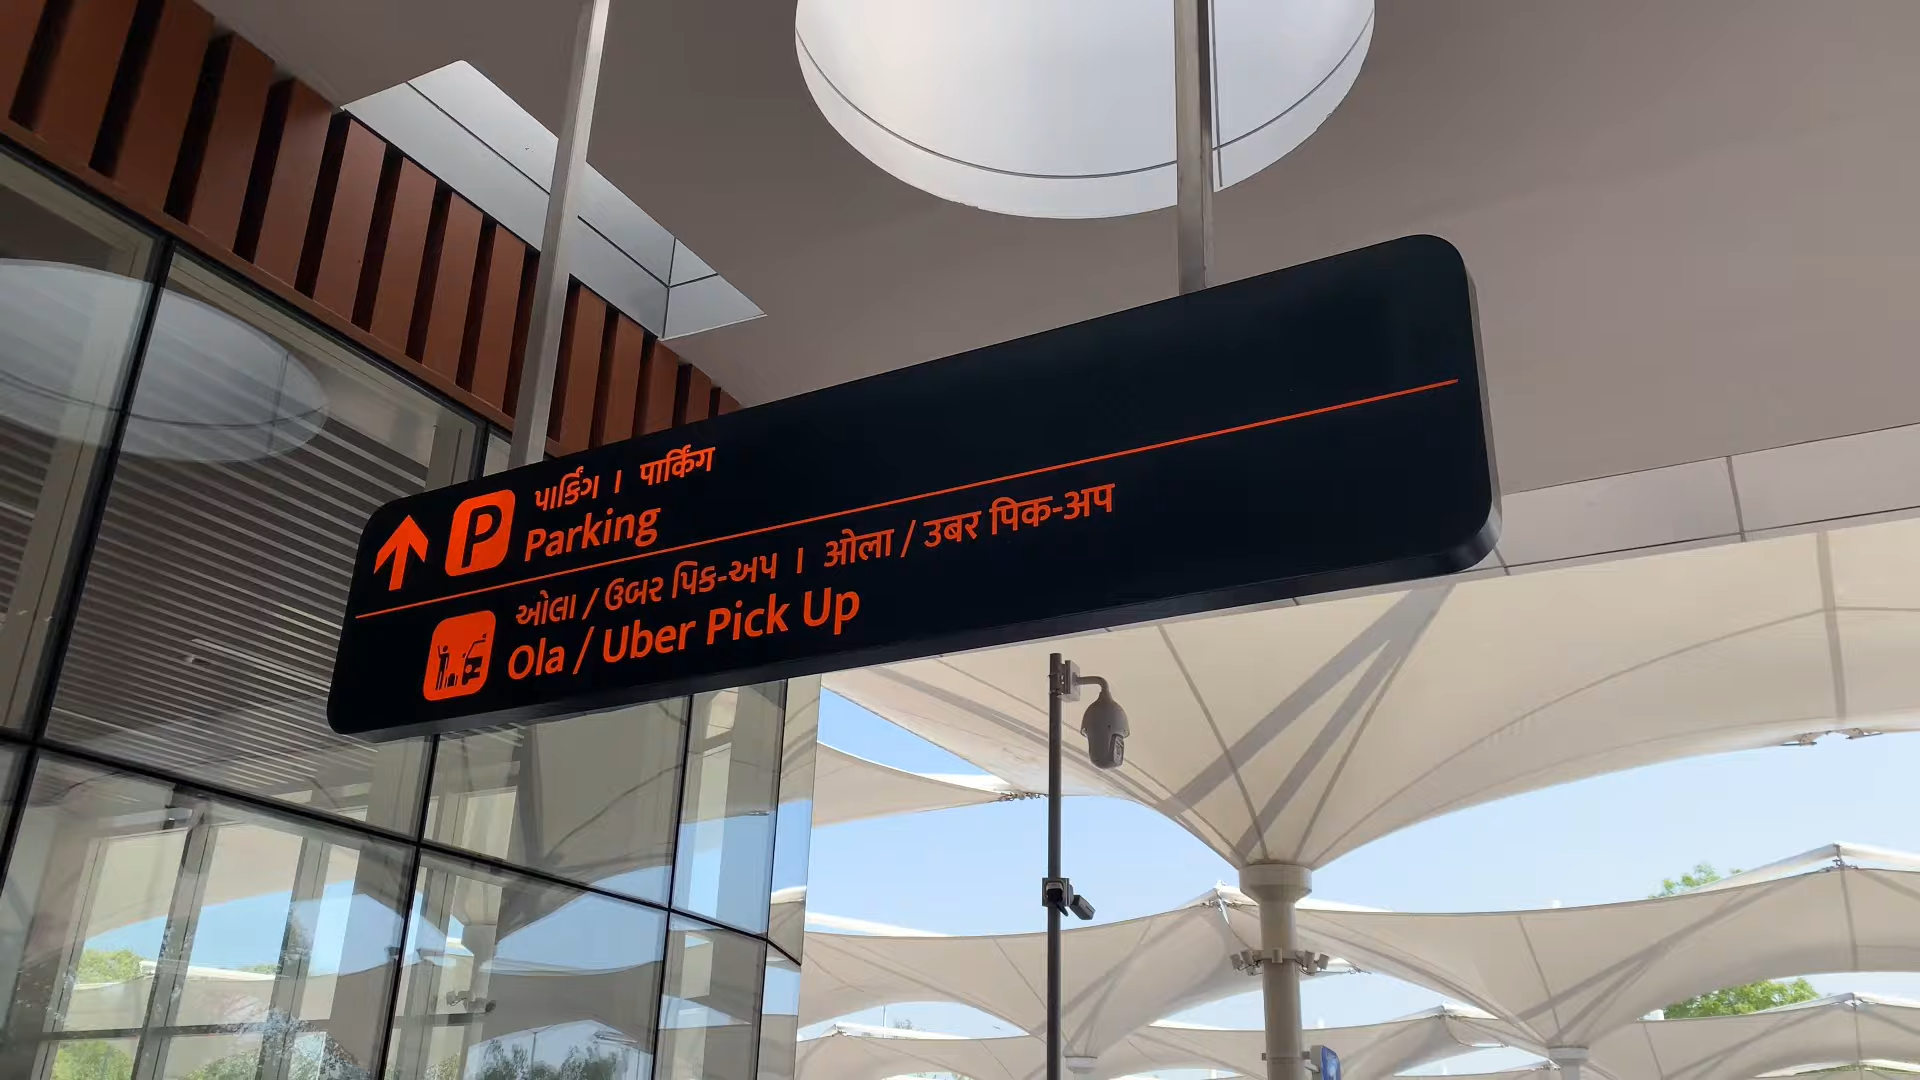 P
પાર્કિંગ | पार्किंग
Parking
ઓલા / ઉબર પિક-અપ | ओला / उबर पिक-अप
Ola / Uber Pick Up